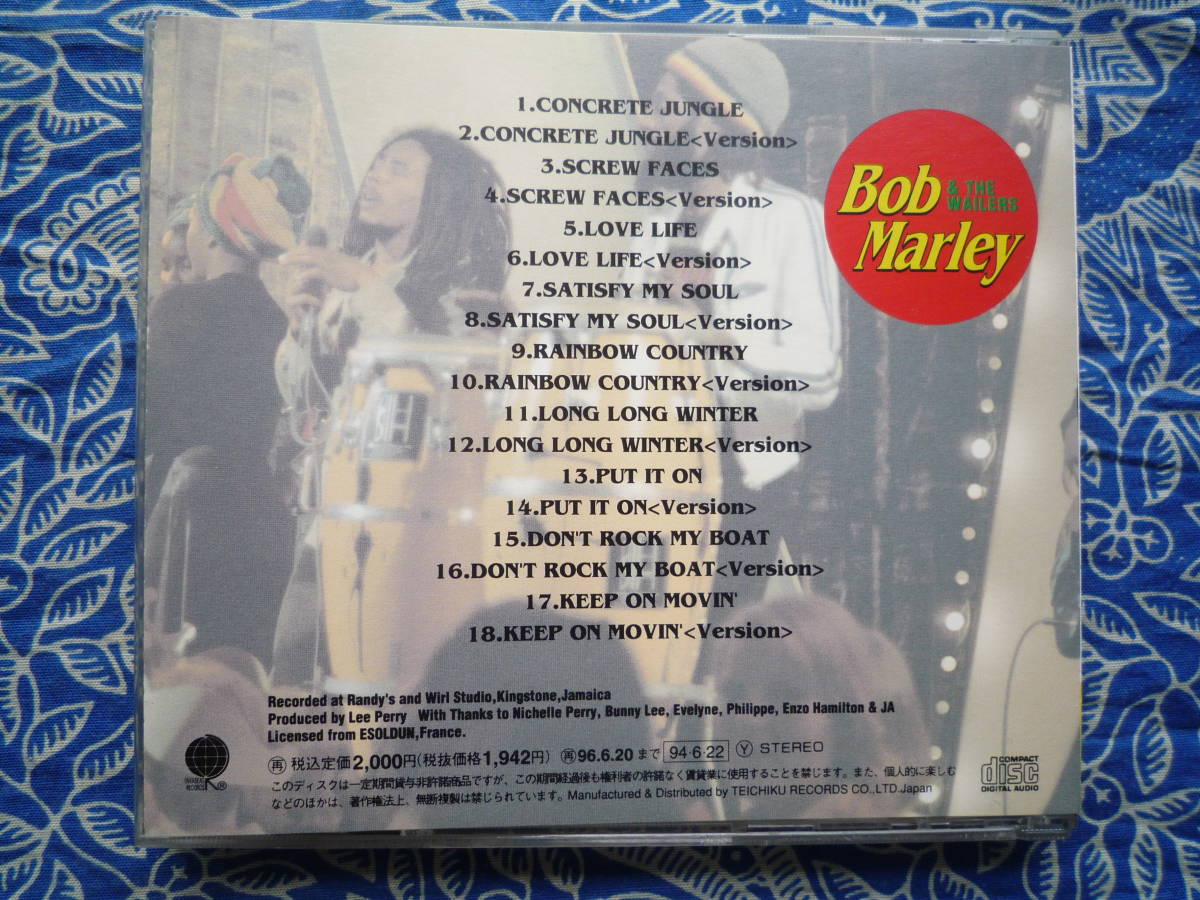 1.CONCRETE JUNGLE
2.CONCRETE JUNGLE<Version>
3.SCREW FACES
4.SCREW FACES<Version>
5.LOVE LIFE
6.LOVE LIFE<Version>
7.SATISFY MY SOUL
8.SATISFY MY SOUL<Version>
9.RAINBOW COUNTRY
10.RAINBOW COUNTRY<Version>
11.LONG LONG WINTER
12.LONG LONG WINTER<Version>
13.PUT IT ON
14.PUT IT ON<Version>
15.DON'T ROCK MY BOAT
16.DON'T ROCK MY BOAT<Version>
17.KEEP ON MOVIN'
18.KEEP ON MOVIN'<Version>
Bob & THE WAILERS
Marley
Recorded at Randy's and Wirl Studio,Kingstone,Jamaica
Produced by Lee Perry With Thanks to Nichelle Perry, Bunny Lee, Evelyne, Philippe, Enzo Hamilton & JA
Licensed from ESOLDUN,France.
OVERSEAS RECORDS ®
再 税込定価2,000円(税抜価格1,942円) 再96.6.20まで 94・6・22 Y STEREO
このディスクは一定期間貸与非許諾商品ですが、この期間経過後も権利者の許諾なく賃貸業に使用することを禁じます。また、個人的に楽しむ
などのほかは、著作権法上、無断複製は禁じられています。Manufactured & Distributed by TEICHIKU RECORDS CO.,LTD.Japan
COMPACT disc DIGITAL AUDIO